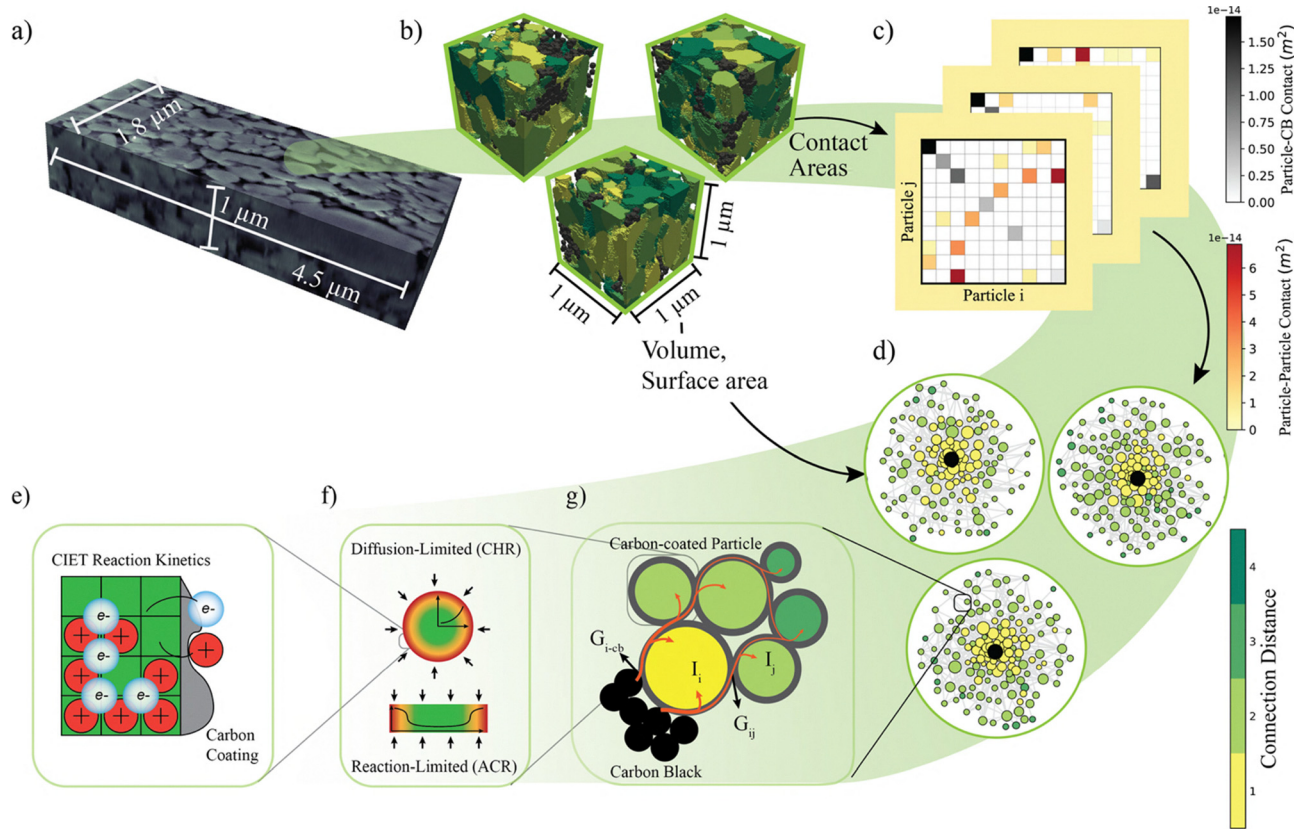 a)
1.8 µm
1 µm
4.5 µm
b)
1 µm
1 µm
1 µm
Contact
Areas
Volume,
Surface area
c)
Particle j
Particle i
1e-14
1.50
1.25
1.00
0.75
0.50
0.25
0.00
Particle-CB Contact (m²)
1e-14
6
5
4
3
2
1
0
Particle-Particle Contact (m²)
d)
4
3
2
1
Connection Distance
e)
CIET Reaction Kinetics
e-
+
+
e-
+
+
+
e-
e-
+
+
+
e-
+
Carbon
Coating
f)
Diffusion-Limited (CHR)
Reaction-Limited (ACR)
g)
Carbon-coated Particle
G i-cb
I i
I j
G ij
Carbon Black